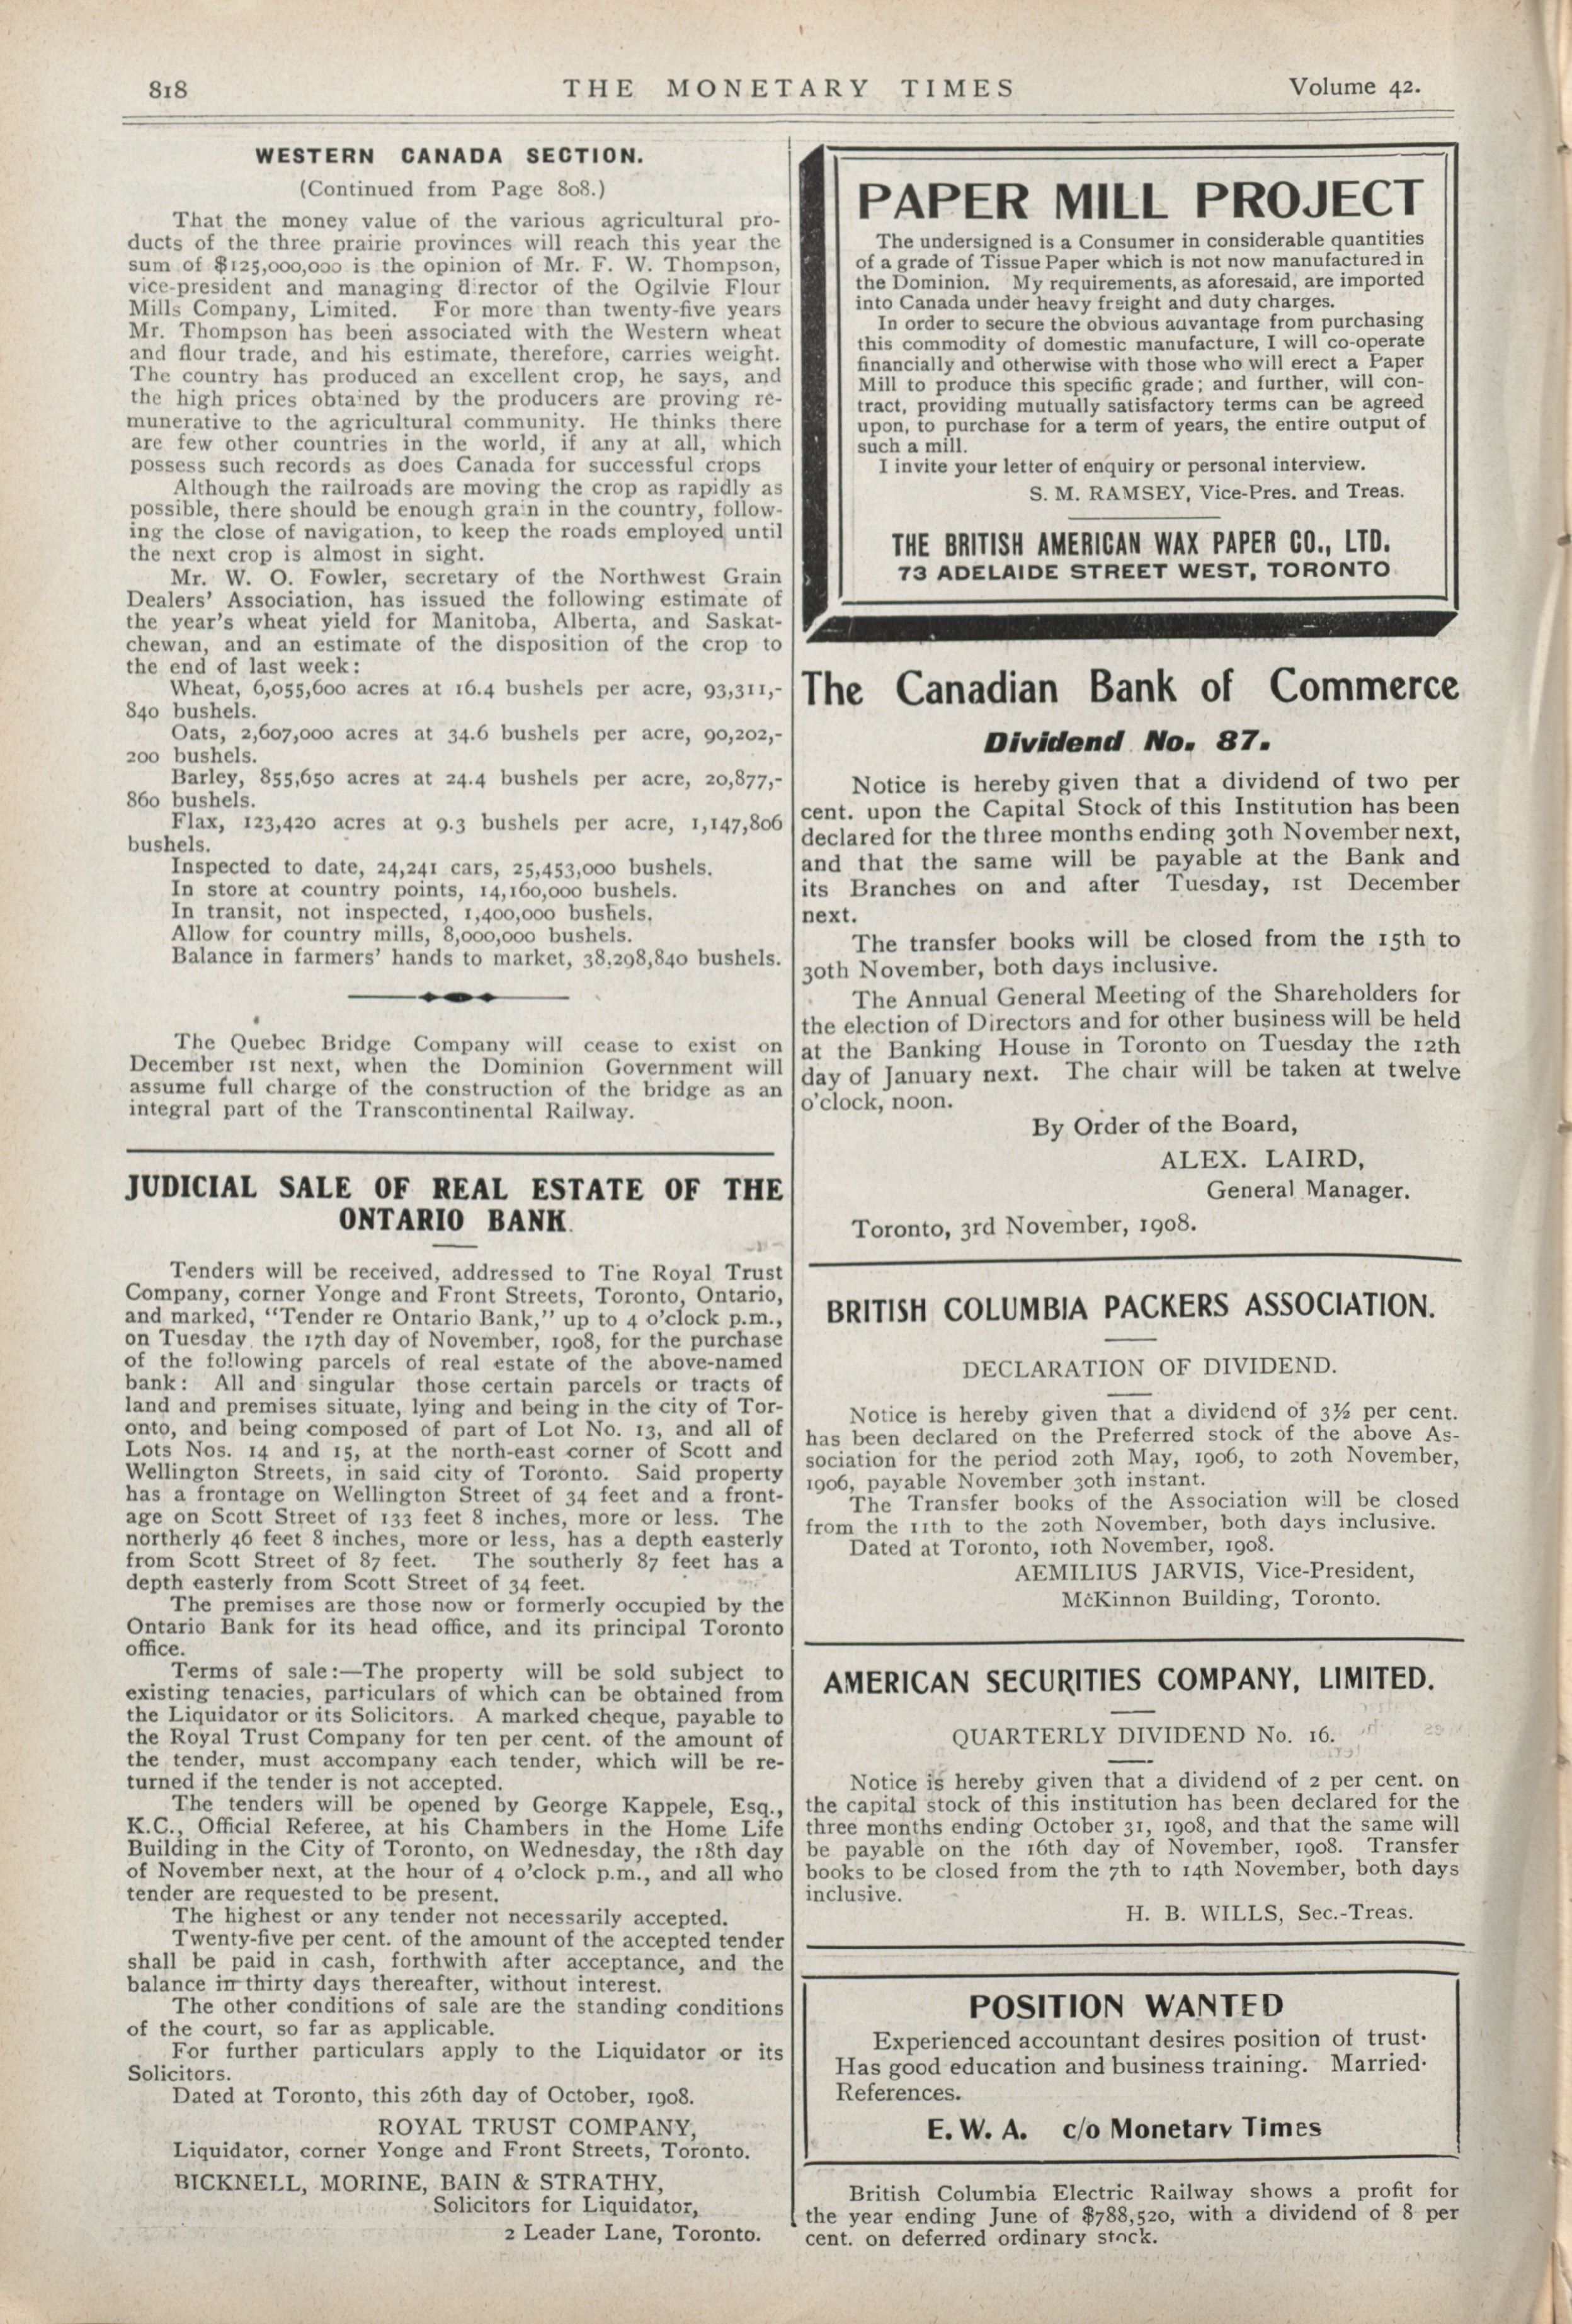 818
THE MONETARY TIMES
Volume 42.
WESTERN CANADA SECTION.
(Continued from Page 808.)
That the money value of the various agricultural pro-
ducts of the three prairie provinces will reach this year the
sum of $125,000,000 is the opinion of Mr. F. W. Thompson,
vice-president and managing director of the Ogilvie Flour
Mills Company, Limited. For more than twenty-five years
Mr. Thompson has been associated with the Western wheat
and flour trade, and his estimate, therefore, carries weight.
The country has produced an excellent crop, he says, and
the high prices obtained by the producers are proving re-
munerative to the agricultural community. He thinks there
are few other countries in the world, if any at all, which
possess such records as does Canada for successful crops
Although the railroads are moving the crop as rapidly as
possible, there should be enough grain in the country, follow-
ing the close of navigation, to keep the roads employed until
the next crop is almost in sight.
Mr. W. O. Fowler, secretary of the Northwest Grain
Dealers' Association, has issued the following estimate of
the year's wheat yield for Manitoba, Alberta, and Saskat-
chewan, and an estimate of the disposition of the crop to
the end of last week:
Wheat, 6,055,600 acres at 16.4 bushels per acre, 93,311,-
840 bushels.
Oats, 2,607,000 acres at 34.6 bushels per acre, 90,202,-
200 bushels.
Barley, 855,650 acres at 24.4 bushels per acre, 20,877,-
860 bushels.
Flax, 123,420 acres at 9.3 bushels per acre, 1,147,806
bushels.
Inspected to date, 24,241 cars, 25,453,000 bushels.
In store at country points, 14,160,000 bushels.
In transit, not inspected, 1,400,000 bushels.
Allow for country mills, 8,000,000 bushels.
Balance in farmers' hands to market, 38,298,840 bushels.
The Quebec Bridge Company will cease to exist on
December 1st next, when the Dominion Government will
assume full charge of the construction of the bridge as an
integral part of the Transcontinental Railway.
JUDICIAL SALE OF REAL ESTATE OF THE
ONTARIO BANK.
Tenders will be received, addressed to The Royal Trust
Company, corner Yonge and Front Streets, Toronto, Ontario,
and marked, "Tender re Ontario Bank," up to 4 o'clock p.m.,
on Tuesday the 17th day of November, 1908, for the purchase
of the following parcels of real estate of the above-named
bank: All and singular those certain parcels or tracts of
land and premises situate, lying and being in the city of Tor-
onto, and being composed of part of Lot No. 13, and all of
Lots Nos. 14 and 15, at the north-east corner of Scott and
Wellington Streets, in said city of Toronto. Said property
has a frontage on Wellington Street of 34 feet and a front-
age on Scott Street of 133 feet 8 inches, more or less. The
northerly 46 feet 8 inches, more or less, has a depth easterly
from Scott Street of 87 feet. The southerly 87 feet has a
depth easterly from Scott Street of 34 feet.
The premises are those now or formerly occupied by the
Ontario Bank for its head office, and its principal Toronto
office.
Terms of sale:—The property will be sold subject to
existing tenacies, particulars of which can be obtained from
the Liquidator or its Solicitors. A marked cheque, payable to
the Royal Trust Company for ten per cent. of the amount of
the tender, must accompany each tender, which will be re-
turned if the tender is not accepted.
The tenders will be opened by George Kappele, Esq.,
K.C., Official Referee, at his Chambers in the Home Life
Building in the City of Toronto, on Wednesday, the 18th day
of November next, at the hour of 4 o'clock p.m., and all who
tender are requested to be present.
The highest or any tender not necessarily accepted.
Twenty-five per cent. of the amount of the accepted tender
shall be paid in cash, forthwith after acceptance, and the
balance in thirty days thereafter, without interest.
The other conditions of sale are the standing conditions
of the court, so far as applicable.
For further particulars apply to the Liquidator or its
Solicitors.
Dated at Toronto, this 26th day of October, 1908.
ROYAL TRUST COMPANY,
Liquidator, corner Yonge and Front Streets, Toronto.
BICKNELL, MORINE, BAIN & STRATHY,
Solicitors for Liquidator,
2 Leader Lane, Toronto.
PAPER MILL PROJECT
The undersigned is a Consumer in considerable quantities
of a grade of Tissue Paper which is not now manufactured in
the Dominion. My requirements, as aforesaid, are imported
into Canada under heavy freight and duty charges.
In order to secure the obvious advantage from purchasing
this commodity of domestic manufacture, I will co-operate
financially and otherwise with those who will erect a Paper
Mill to produce this specific grade; and further, will con-
tract, providing mutually satisfactory terms can be agreed
upon, to purchase for a term of years, the entire output of
such a mill.
I invite your letter of enquiry or personal interview.
S. M. RAMSEY, Vice-Pres. and Treas.
THE BRITISH AMERICAN WAX PAPER CO., LTD.
73 ADELAIDE STREET WEST, TORONTO
The Canadian Bank of Commerce
Dividend No. 87.
Notice is hereby given that a dividend of two per
cent. upon the Capital Stock of this Institution has been
declared for the three months ending 30th November next,
and that the same will be payable at the Bank and
its Branches on and after Tuesday, 1st December
next.
The transfer books will be closed from the 15th to
30th November, both days inclusive.
The Annual General Meeting of the Shareholders for
the election of Directors and for other business will be held
at the Banking House in Toronto on Tuesday the 12th
day of January next. The chair will be taken at twelve
o'clock, noon.
By Order of the Board,
ALEX. LAIRD,
General Manager.
Toronto, 3rd November, 1908.
BRITISH COLUMBIA PACKERS ASSOCIATION.
DECLARATION OF DIVIDEND.
Notice is hereby given that a dividend of 3½ per cent.
has been declared on the Preferred stock of the above As-
sociation for the period 20th May, 1906, to 20th November,
1906, payable November 30th instant.
The Transfer books of the Association will be closed
from the 11th to the 20th November, both days inclusive.
Dated at Toronto, 10th November, 1908.
AEMILIUS JARVIS, Vice-President,
McKinnon Building, Toronto.
AMERICAN SECURITIES COMPANY, LIMITED.
QUARTERLY DIVIDEND No. 16.
Notice is hereby given that a dividend of 2 per cent. on
the capital stock of this institution has been declared for the
three months ending October 31, 1908, and that the same will
be payable on the 16th day of November, 1908. Transfer
books to be closed from the 7th to 14th November, both days
inclusive.
H. B. WILLS, Sec.-Treas.
POSITION WANTED
Experienced accountant desires position of trust.
Has good education and business training. Married.
References.
E. W. A. c/o Monetary Times
British Columbia Electric Railway shows a profit for
the year ending June of $788,520, with a dividend of 8 per
cent. on deferred ordinary stock.